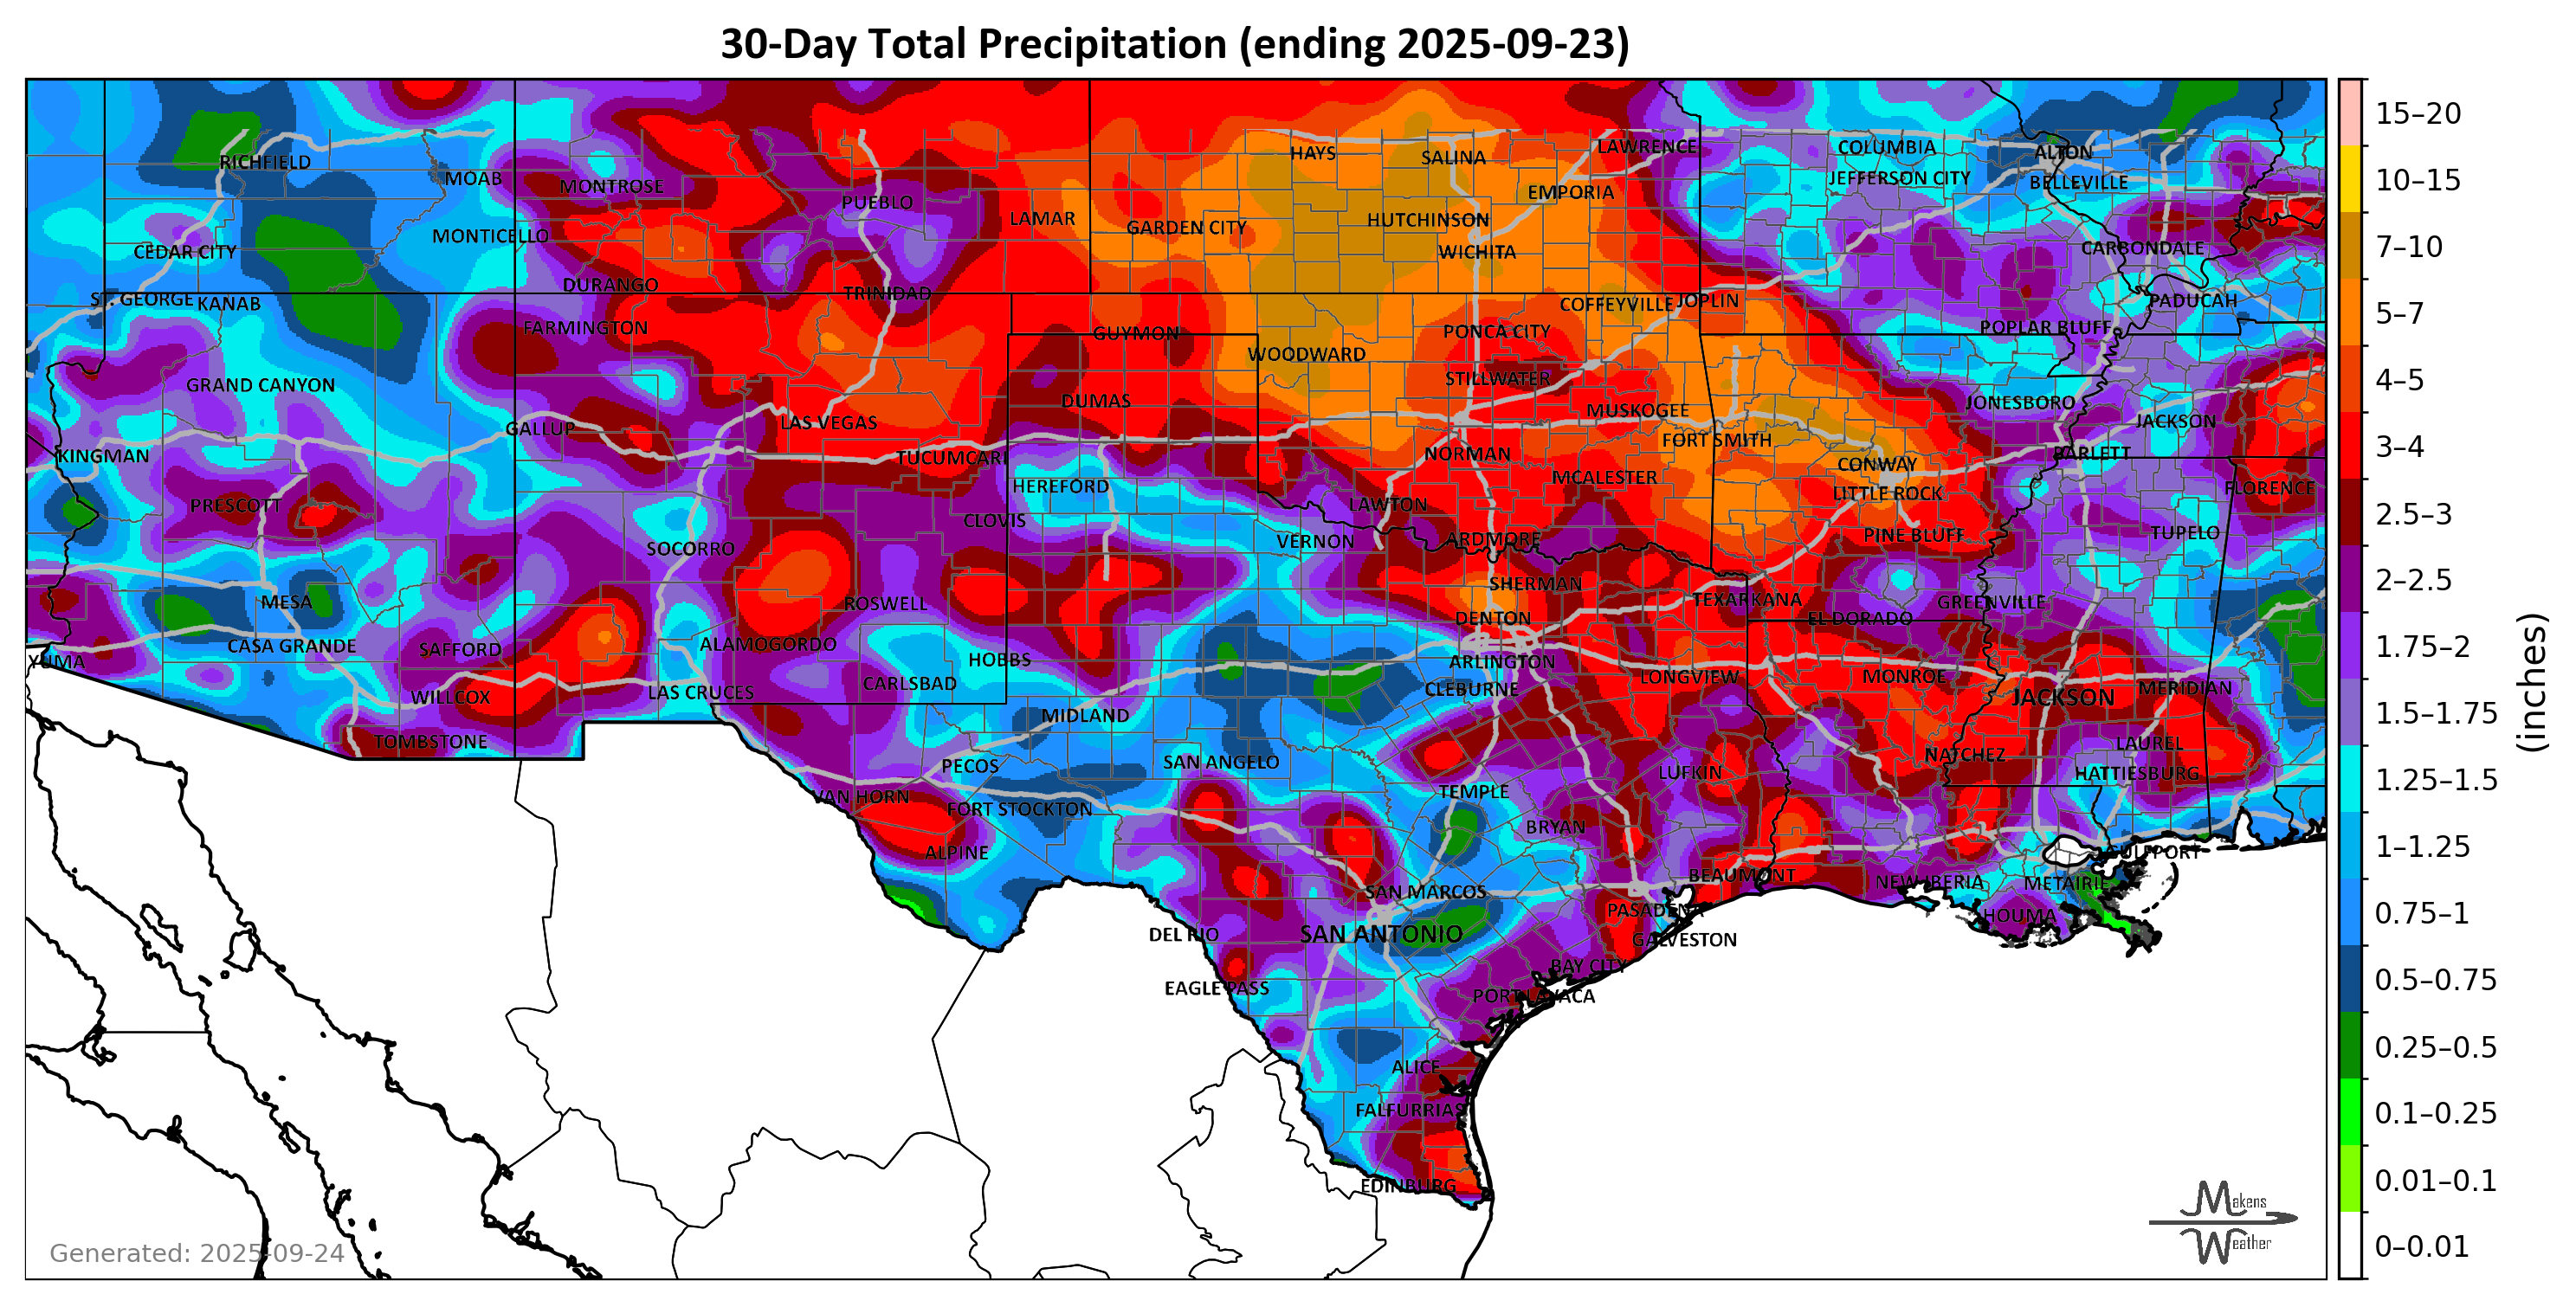 30-Day Total Precipitation (ending 2025-09-23)
HAYS
SALINA
LAWRENCE
COLUMBIA
ALTON
RICHFIELD
MOAB
MONTROSE
PUEBLO
EMPORIA
JEFFERSON CITY
BELLEVILLE
LAMAR
GARDEN CITY
HUTCHINSON
MONTICELLO
CEDAR CITY
WICHITA
CARBONDALE
DURANGO
TRINIDAD
ST. GEORGE
KANAB
COFFEYVILLE
JOPLIN
PADUCAH
FARMINGTON
GUYMON
PONCA CITY
POPLAR BLUFF
WOODWARD
GRAND CANYON
STILLWATER
DUMAS
MUSKOGEE
JONESBORO
JACKSON
GALLUP
LAS VEGAS
FORT SMITH
KINGMAN
TUCUMCARI
NORMAN
CONWAY
BARLETT
HEREFORD
MCALESTER
LITTLE ROCK
FLORENCE
PRESCOTT
LAWTON
CLOVIS
VERNON
ARDMORE
PINE BLUFF
TUPELO
SOCORRO
SHERMAN
MESA
ROSWELL
TEXARKANA
GREENVILLE
DENTON
EL DORADO
CASA GRANDE
SAFFORD
ALAMOGORDO
HOBBS
ARLINGTON
YUMA
CARLSBAD
CLEBURNE
LONGVIEW
MONROE
MERIDIAN
WILLCOX
LAS CRUCES
JACKSON
MIDLAND
TOMBSTONE
LAUREL
PECOS
SAN ANGELO
LUFKIN
NATCHEZ
HATTIESBURG
VAN HORN
FORT STOCKTON
TEMPLE
BRYAN
ALPINE
GULFPORT
SAN MARCOS
BEAUMONT
NEW IBERIA
METAIRIE
PASADENA
HOUMA
DEL RIO
SAN ANTONIO
GALVESTON
BAY CITY
EAGLE PASS
PORT LAVACA
ALICE
FALFURRIAS
EDINBURG
Generated: 2025-09-24
Makens
Weather
15–20
10–15
7–10
5–7
4–5
3–4
2.5–3
2–2.5
1.75–2
1.5–1.75
1.25–1.5
1–1.25
0.75–1
0.5–0.75
0.25–0.5
0.1–0.25
0.01–0.1
0–0.01
(inches)